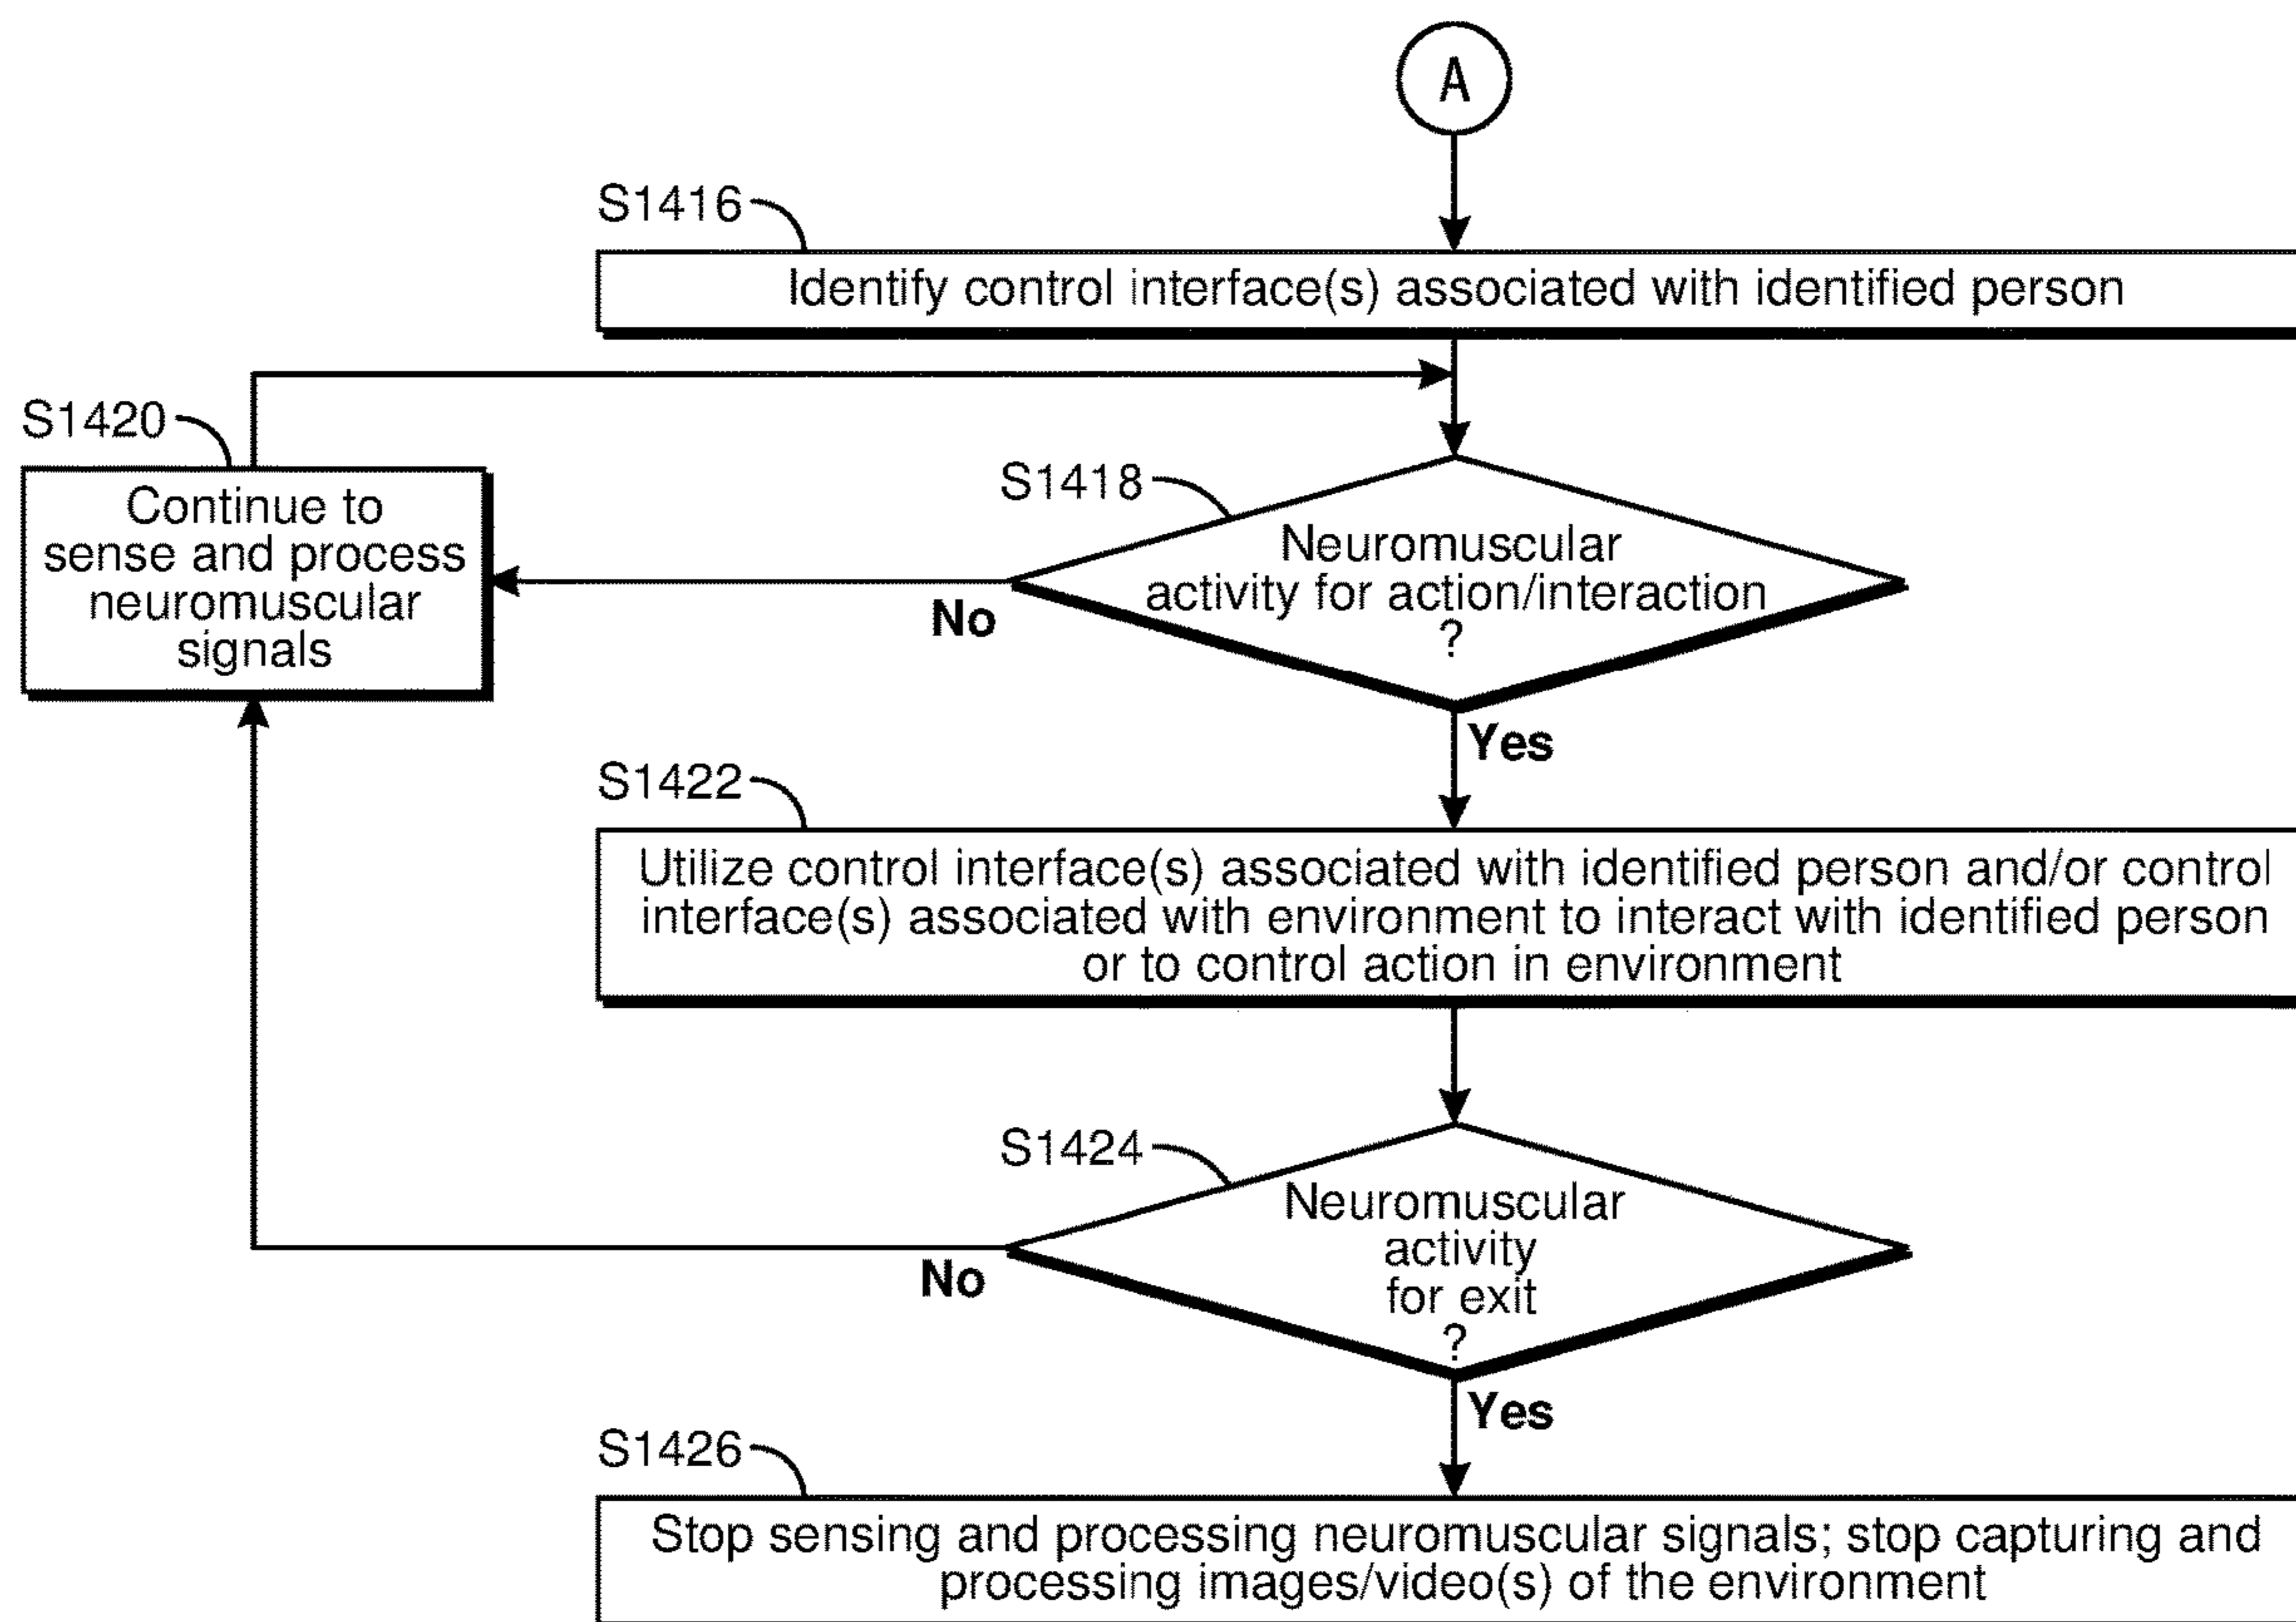 A
S1416
Identify control interface(s) associated with identified person
S1420
Continue to
sense and process
neuromuscular
signals
S1418
Neuromuscular
activity for action/interaction
?
No
Yes
S1422
Utilize control interface(s) associated with identified person and/or control
interface(s) associated with environment to interact with identified person
or to control action in environment
S1424
Neuromuscular
activity
for exit
?
No
Yes
S1426
Stop sensing and processing neuromuscular signals; stop capturing and
processing images/video(s) of the environment